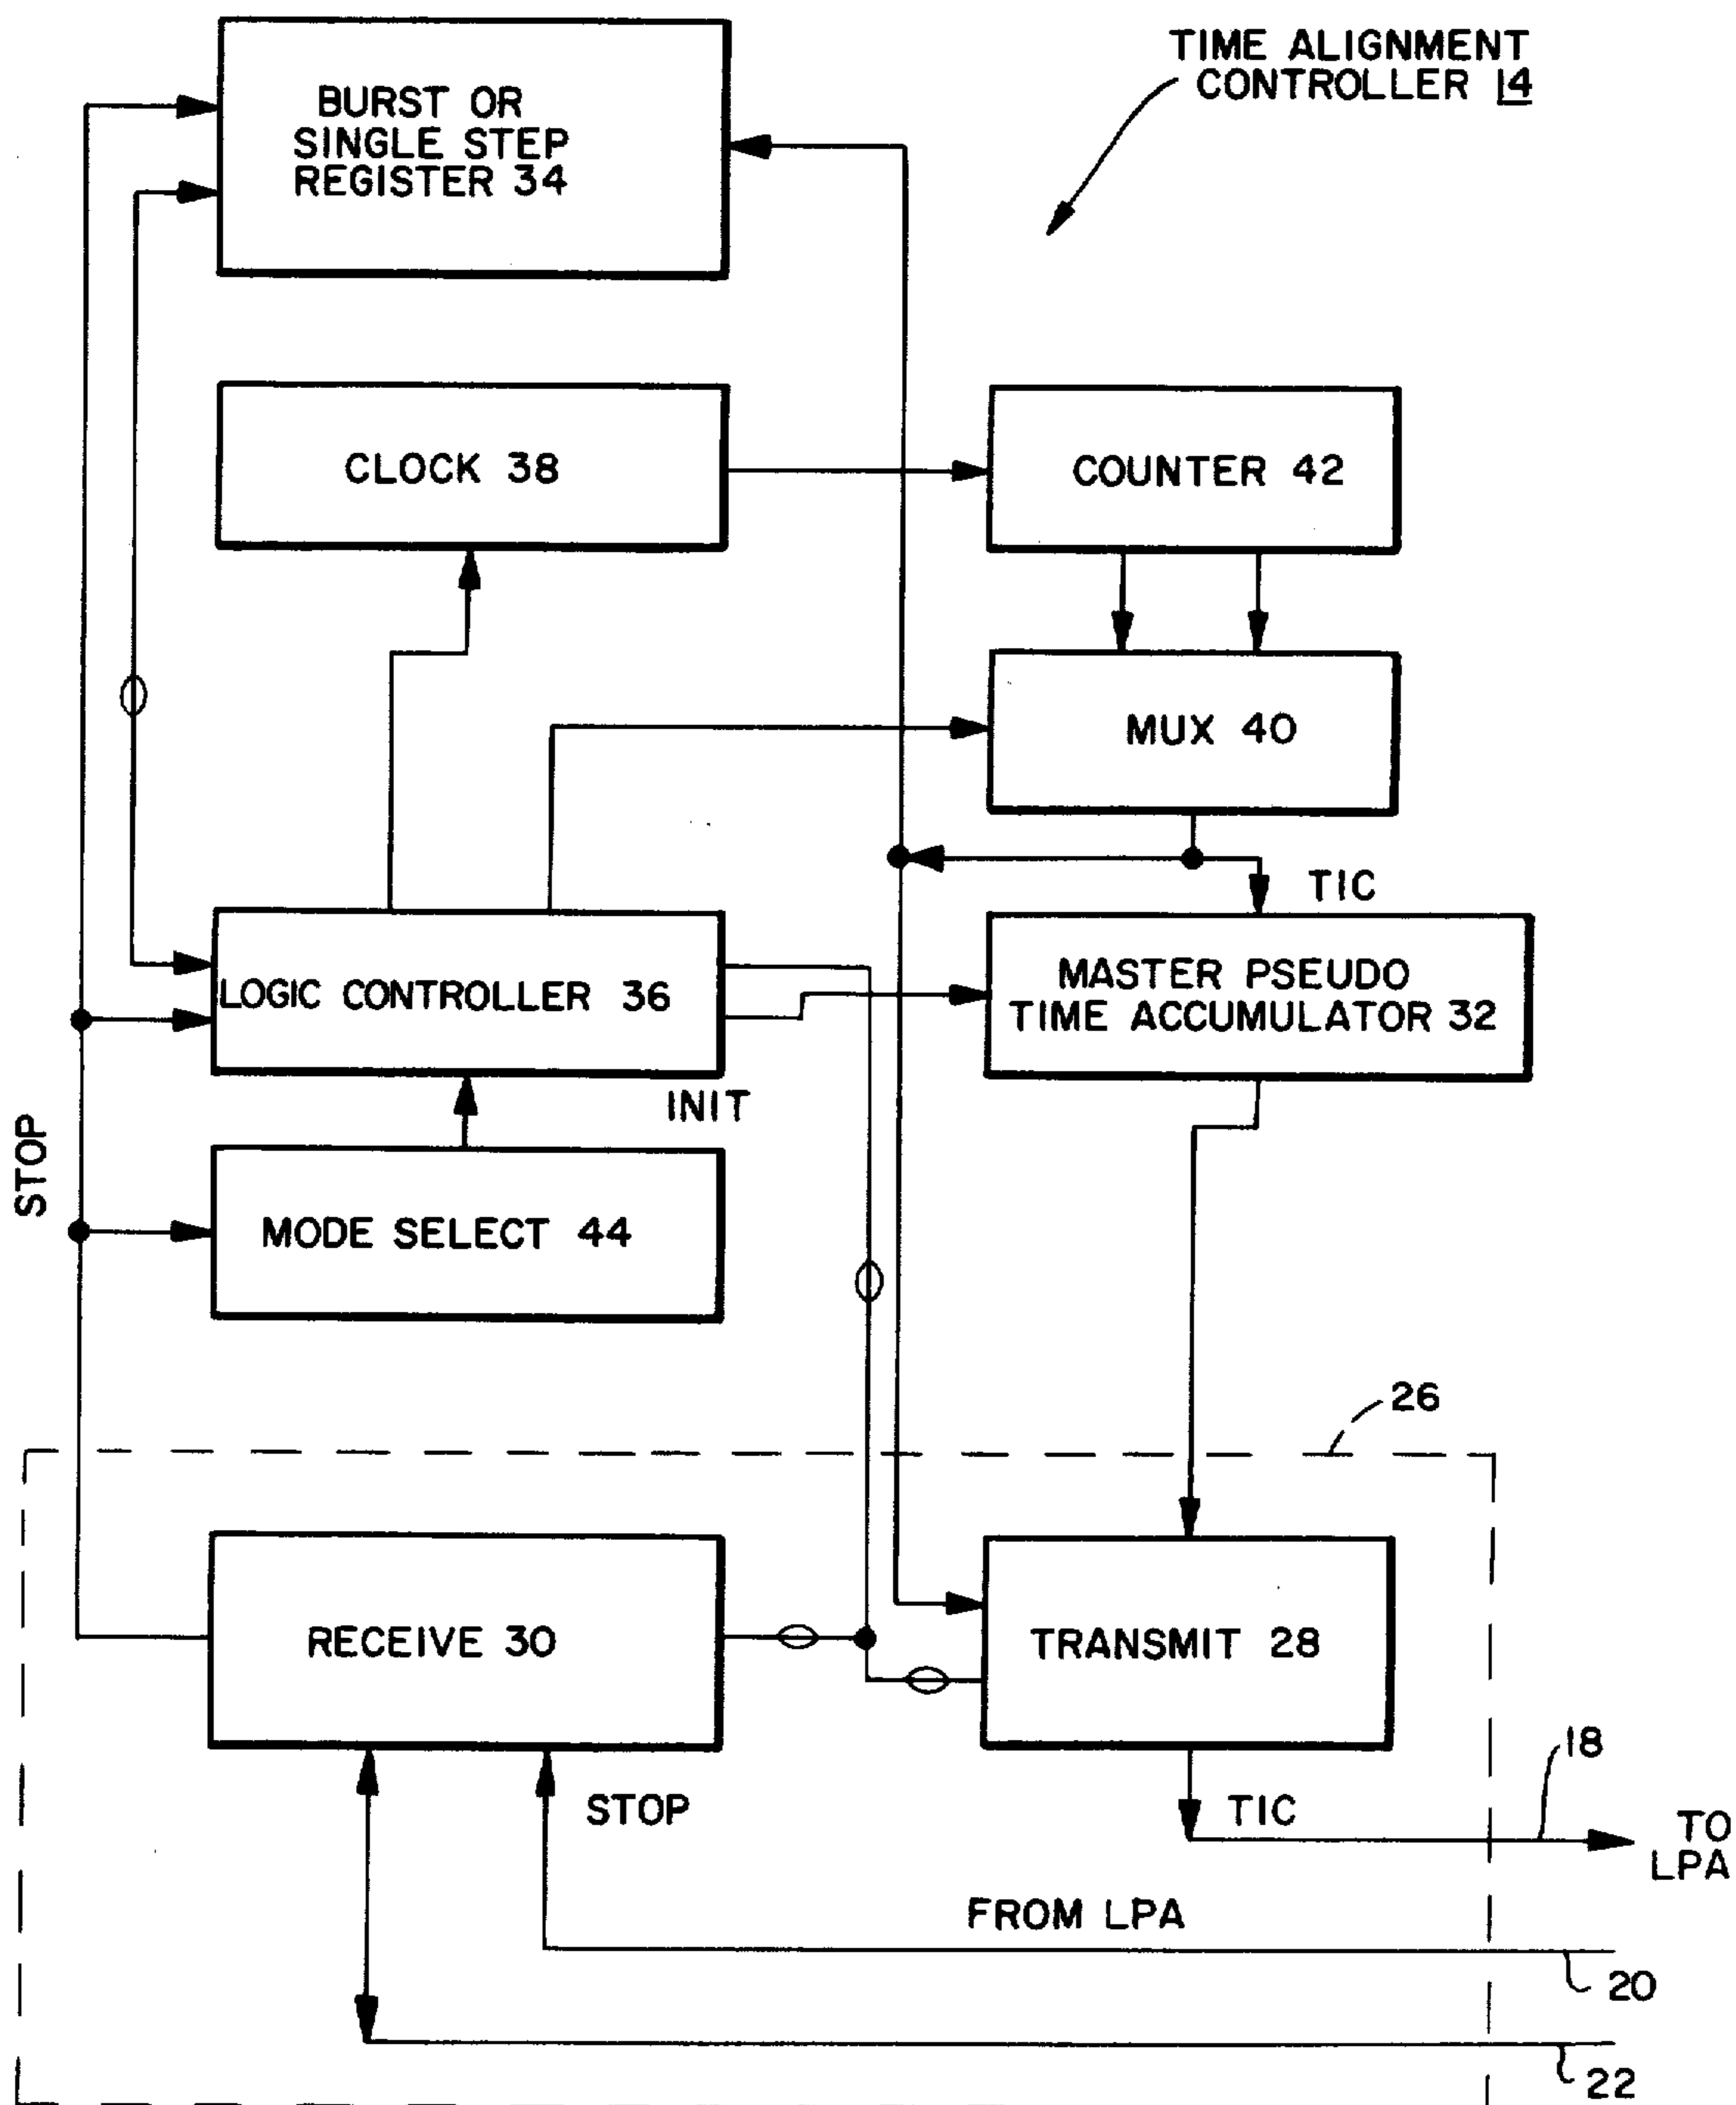 TIME ALIGNMENT
CONTROLLER 14
BURST OR
SINGLE STEP
REGISTER 34
CLOCK 38
COUNTER 42
MUX 40
TIC
LOGIC CONTROLLER 36
MASTER PSEUDO
TIME ACCUMULATOR 32
INIT
STOP
MODE SELECT 44
26
RECEIVE 30
TRANSMIT 28
STOP
TIC
18
TO
LPA
FROM LPA
20
22